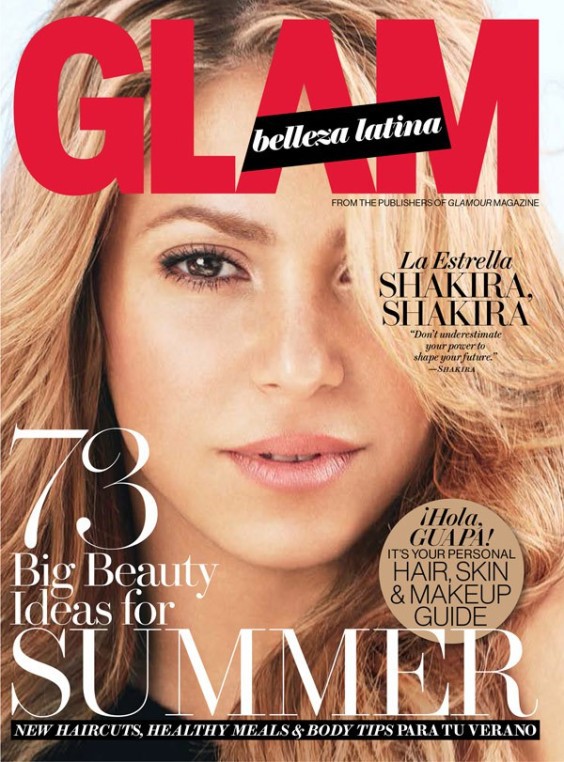 GLAM
belleza latina
FROM THE PUBLISHERS OF GLAMOUR MAGAZINE
La Estrella
SHAKIRA,
SHAKIRA
“Don’t underestimate
your power to
shape your future.”
—SHAKIRA
73
Big Beauty
Ideas for
SUMMER
¡Hola,
GUAPA!
IT’S YOUR PERSONAL
HAIR, SKIN
& MAKEUP
GUIDE
NEW HAIRCUTS, HEALTHY MEALS & BODY TIPS PARA TU VERANO